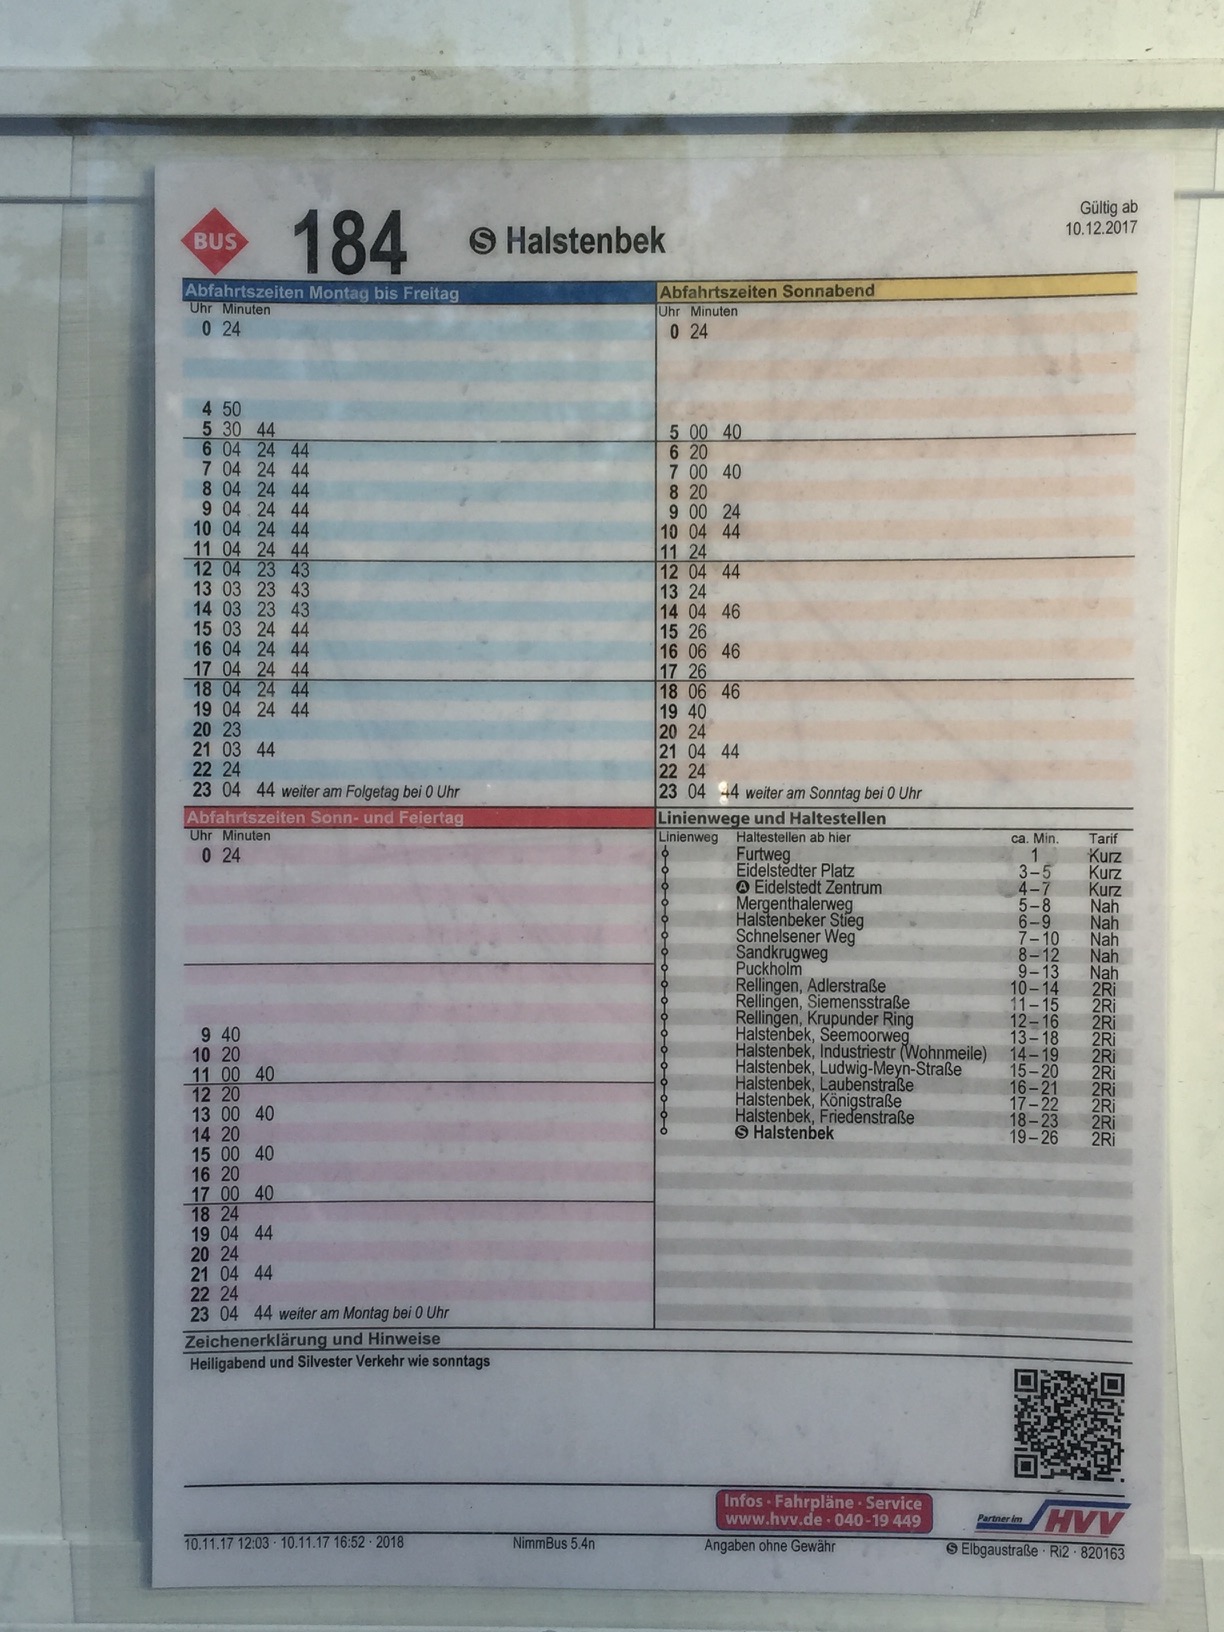 BUS 184 S Halstenbek
Gültig ab
10.12.2017
Abfahrtszeiten Montag bis Freitag
Uhr Minuten
0 24
4 50
5 30 44
6 04 24 44
7 04 24 44
8 04 24 44
9 04 24 44
10 04 24 44
11 04 24 44
12 04 23 43
13 03 23 43
14 03 23 43
15 03 24 44
16 04 24 44
17 04 24 44
18 04 24 44
19 04 24 44
20 23
21 03 44
22 24
23 04 44 weiter am Folgetag bei 0 Uhr
Abfahrtszeiten Sonnabend
Uhr Minuten
0 24
5 00 40
6 20
7 00 40
8 20
9 00 24
10 04 44
11 24
12 04 44
13 24
14 04 46
15 26
16 06 46
17 26
18 06 46
19 40
20 24
21 04 44
22 24
23 04 44 weiter am Sonntag bei 0 Uhr
Abfahrtszeiten Sonn- und Feiertag
Uhr Minuten
0 24
9 40
10 20
11 00 40
12 20
13 00 40
14 20
15 00 40
16 20
17 00 40
18 24
19 04 44
20 24
21 04 44
22 24
23 04 44 weiter am Montag bei 0 Uhr
Linienwege und Haltestellen
Linienweg Haltestellen ab hier ca. Min. Tarif
Furtweg 1 Kurz
Eidelstedter Platz 3–5 Kurz
A Eidelstedt Zentrum 4–7 Kurz
Mergenthalerweg 5–8 Nah
Halstenbeker Stieg 6–9 Nah
Schnelsener Weg 7–10 Nah
Sandkrugweg 8–12 Nah
Puckholm 9–13 Nah
Rellingen, Adlerstraße 10–14 2Ri
Rellingen, Siemensstraße 11–15 2Ri
Rellingen, Krupunder Ring 12–16 2Ri
Halstenbek, Seemoorweg 13–18 2Ri
Halstenbek, Industriestr (Wohnmeile) 14–19 2Ri
Halstenbek, Ludwig-Meyn-Straße 15–20 2Ri
Halstenbek, Laubenstraße 16–21 2Ri
Halstenbek, Königstraße 17–22 2Ri
Halstenbek, Friedenstraße 18–23 2Ri
S Halstenbek 19–26 2Ri
Zeichenerklärung und Hinweise
Heiligabend und Silvester Verkehr wie sonntags
Infos · Fahrpläne · Service
www.hvv.de · 040-19 449
Partner im HVV
10.11.17 12:03 · 10.11.17 16:52 · 2018 NimmBus 5.4n Angaben ohne Gewähr S Elbgaustraße · Ri2 · 820163